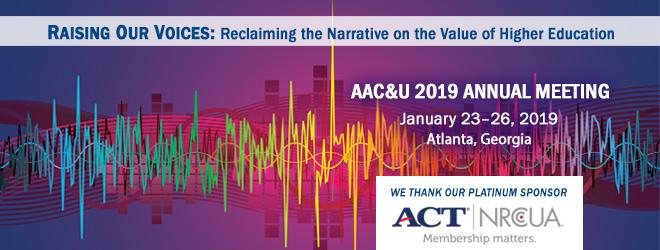 RAISING OUR VOICES: Reclaiming the Narrative on the Value of Higher Education
AAC&U 2019 ANNUAL MEETING
January 23–26, 2019
Atlanta, Georgia
WE THANK OUR PLATINUM SPONSOR
ACT® | NRCCUA.
Membership matters.